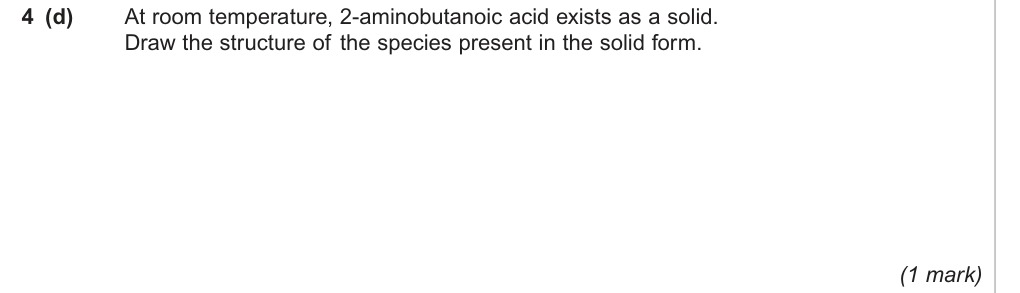 4 (d) At room temperature, 2-aminobutanoic acid exists as a solid.
Draw the structure of the species present in the solid form.
(1 mark)